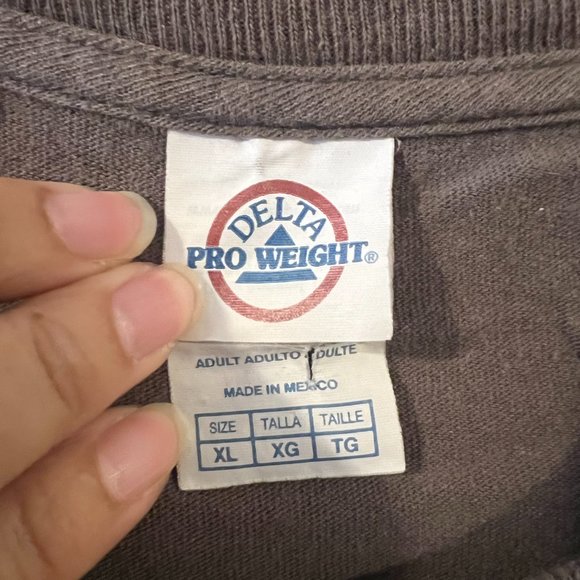 DELTA
PRO WEIGHT®
ADULT ADULTO ADULTE
MADE IN MEXICO
SIZE TALLA TAILLE
XL XG TG